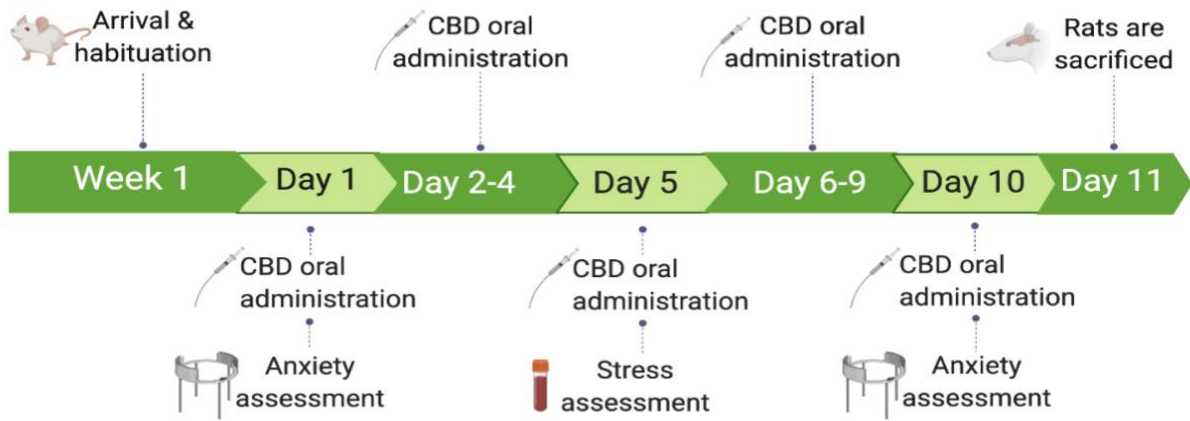 Arrival &
habituation
CBD oral
administration
CBD oral
administration
Rats are
sacrificed
Week 1
Day 1
Day 2-4
Day 5
Day 6-9
Day 10
Day 11
CBD oral
administration
CBD oral
administration
CBD oral
administration
Anxiety
assessment
Stress
assessment
Anxiety
assessment